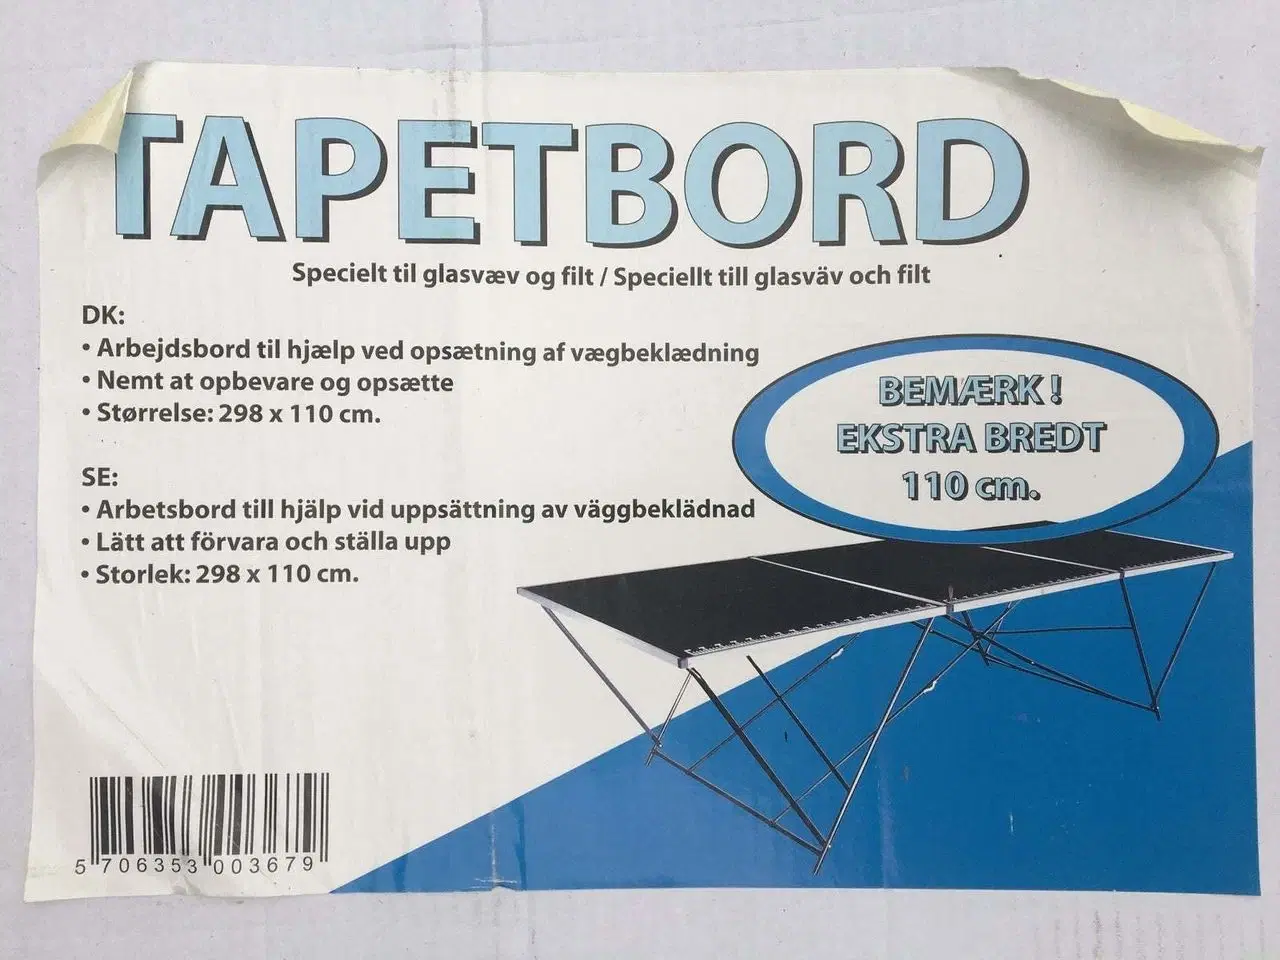 TAPETBORD
Specielt til glasvæv og filt / Speciellt till glasväv och filt
DK:
• Arbejdsbord til hjælp ved opsætning af vægbeklædning
• Nemt at opbevare og opsætte
• Størrelse: 298 x 110 cm.
BEMÆRK !
EKSTRA BREDT
110 cm.
SE:
• Arbetsbord till hjälp vid uppsättning av väggbeklädnad
• Lätt att förvara och ställa upp
• Storlek: 298 x 110 cm.
5 706353 003679